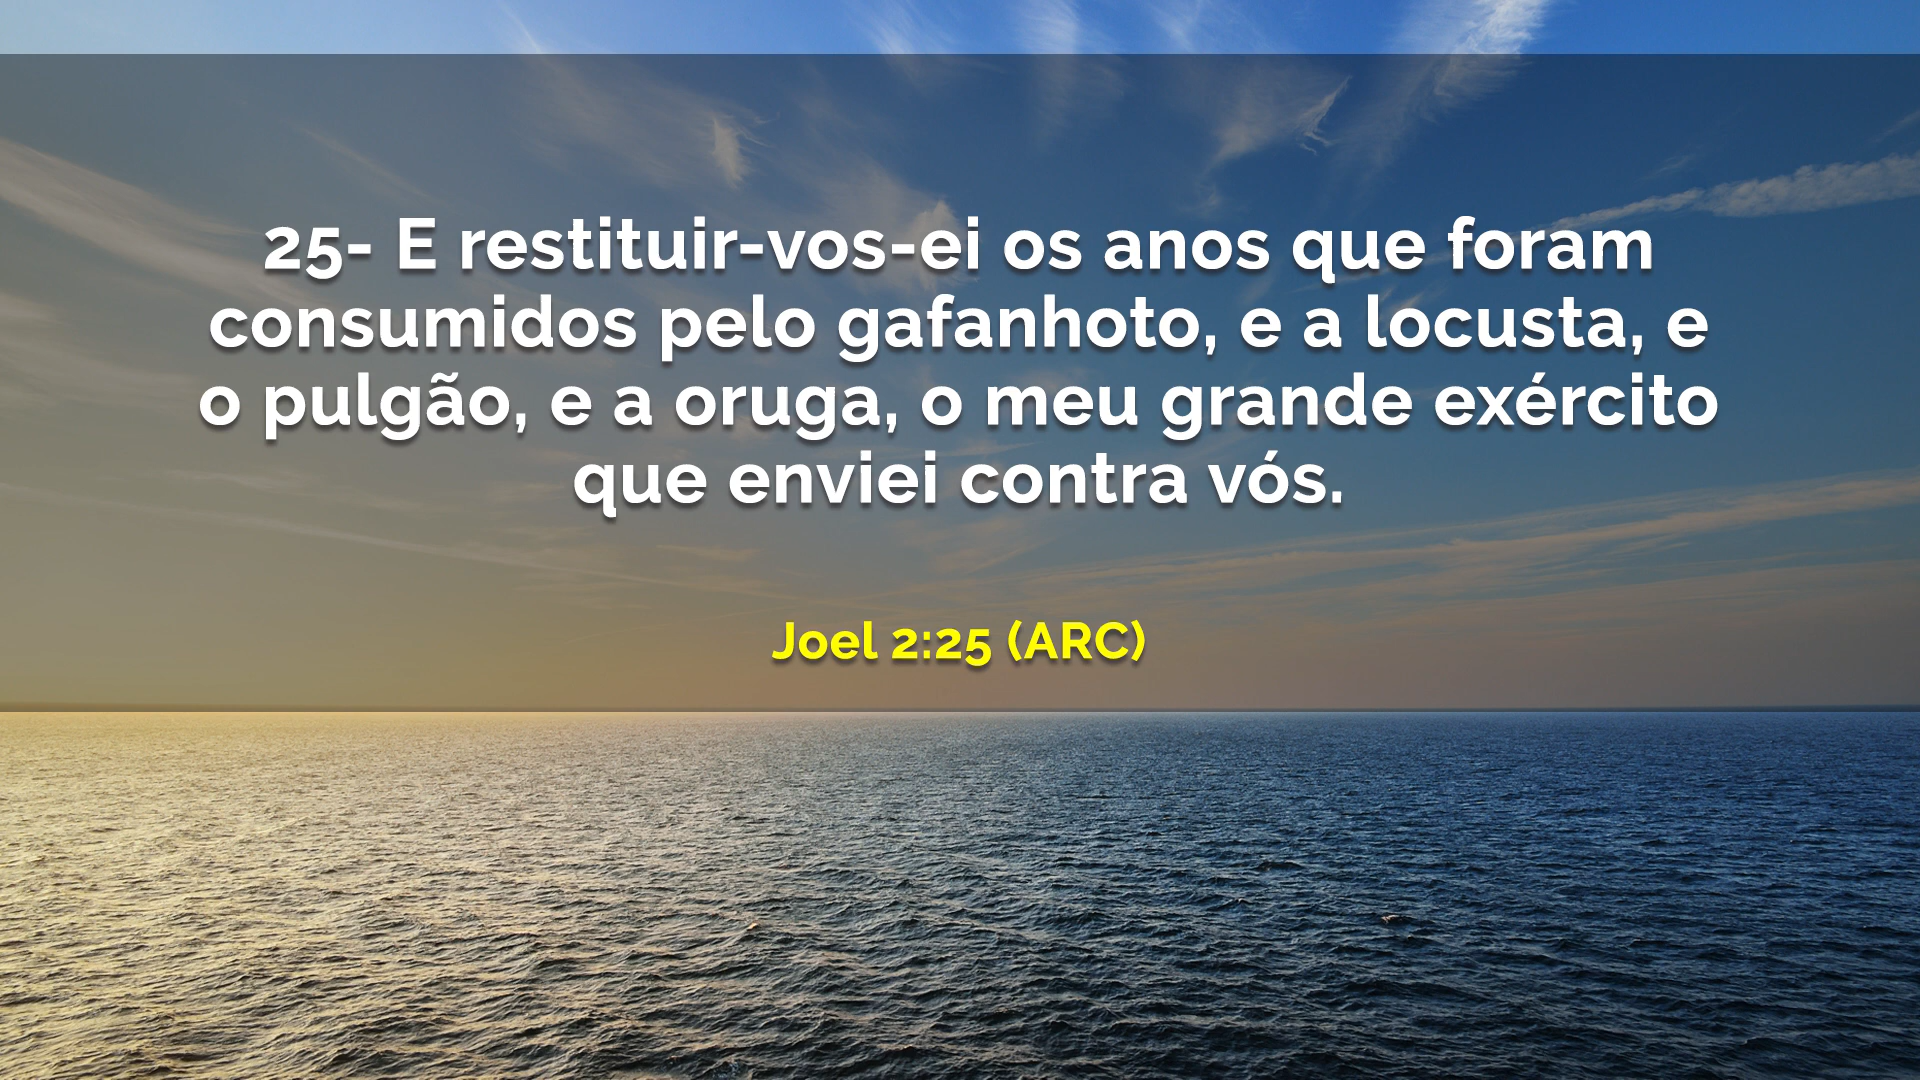 25- E restituir-vos-ei os anos que foram
consumidos pelo gafanhoto, e a locusta, e
o pulgão, e a oruga, o meu grande exército
que enviei contra vós.
Joel 2:25 (ARC)